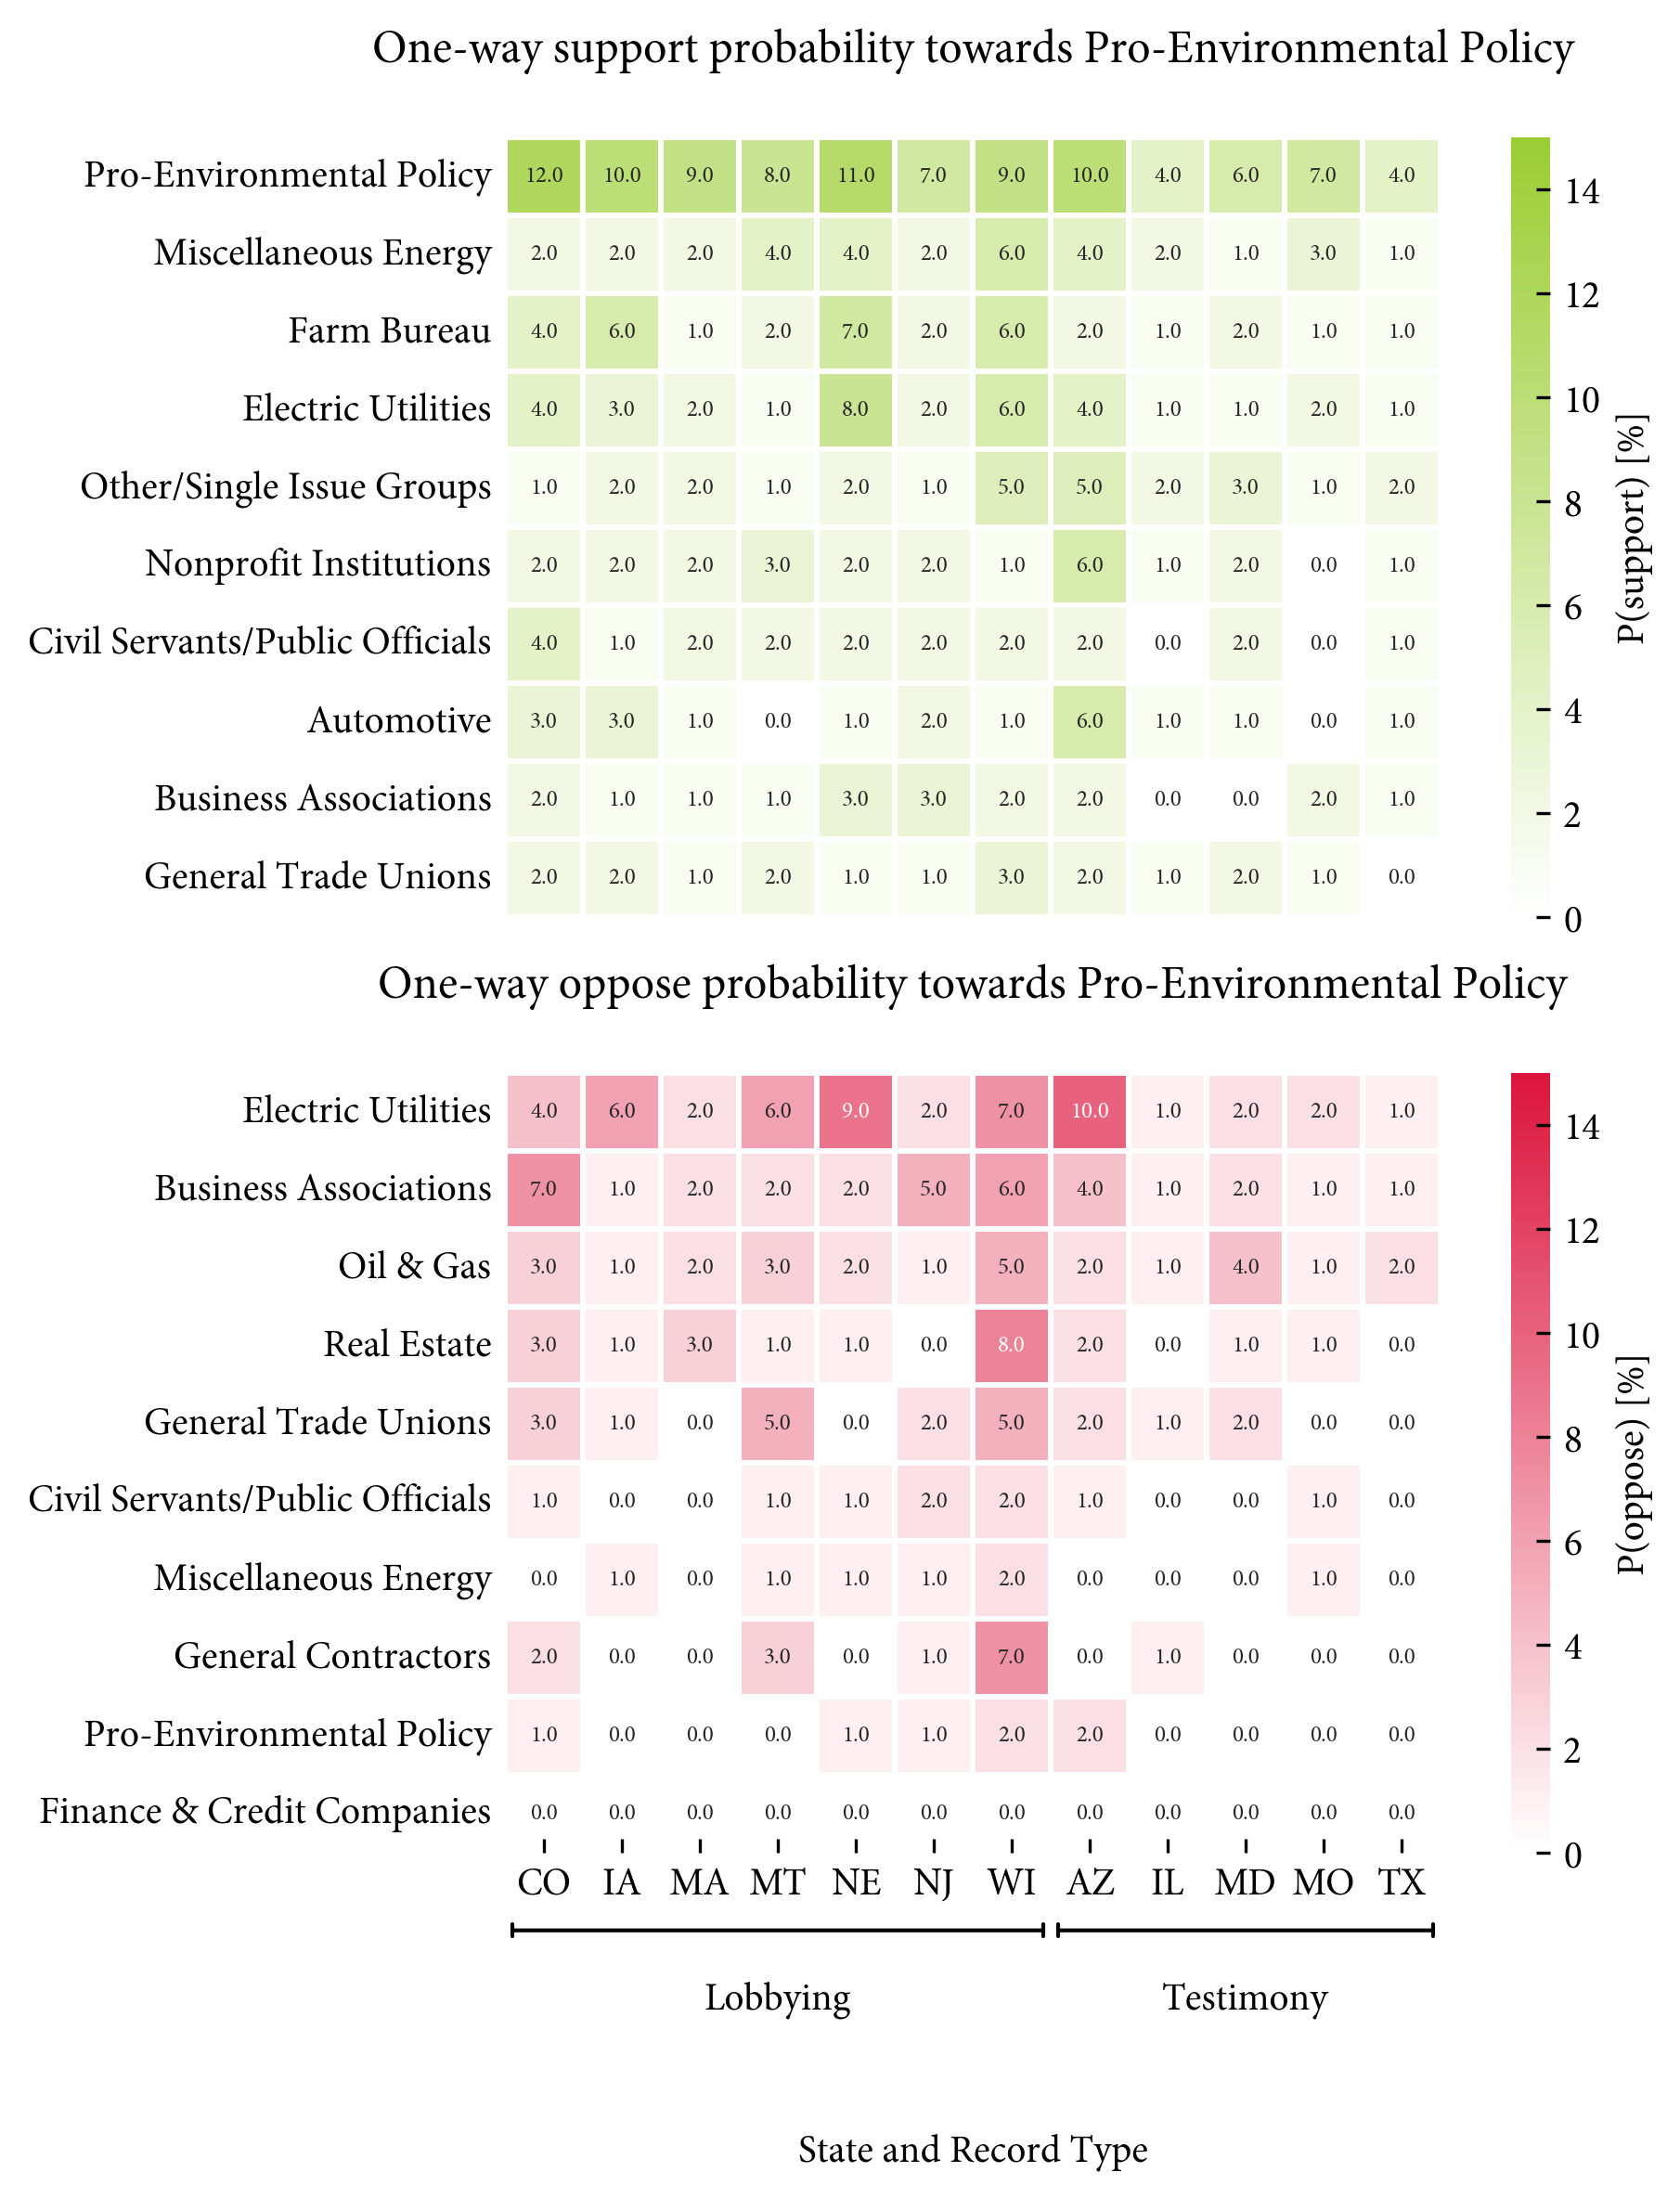 One-way support probability towards Pro-Environmental Policy
Pro-Environmental Policy 12.0 10.0 9.0 8.0 11.0 7.0 9.0 10.0 4.0 6.0 7.0 4.0
Miscellaneous Energy 2.0 2.0 2.0 4.0 4.0 2.0 6.0 4.0 2.0 1.0 3.0 1.0
Farm Bureau 4.0 6.0 1.0 2.0 7.0 2.0 6.0 2.0 1.0 2.0 1.0 1.0
Electric Utilities 4.0 3.0 2.0 1.0 8.0 2.0 6.0 4.0 1.0 1.0 2.0 1.0
Other/Single Issue Groups 1.0 2.0 2.0 1.0 2.0 1.0 5.0 5.0 2.0 3.0 1.0 2.0
Nonprofit Institutions 2.0 2.0 2.0 3.0 2.0 2.0 1.0 6.0 1.0 2.0 0.0 1.0
Civil Servants/Public Officials 4.0 1.0 2.0 2.0 2.0 2.0 2.0 2.0 0.0 2.0 0.0 1.0
Automotive 3.0 3.0 1.0 0.0 1.0 2.0 1.0 6.0 1.0 1.0 0.0 1.0
Business Associations 2.0 1.0 1.0 1.0 3.0 3.0 2.0 2.0 0.0 0.0 2.0 1.0
General Trade Unions 2.0 2.0 1.0 2.0 1.0 1.0 3.0 2.0 1.0 2.0 1.0 0.0
14
12
10
8
6
4
2
0
P(support) [%]
One-way oppose probability towards Pro-Environmental Policy
Electric Utilities 4.0 6.0 2.0 6.0 9.0 2.0 7.0 10.0 1.0 2.0 2.0 1.0
Business Associations 7.0 1.0 2.0 2.0 2.0 5.0 6.0 4.0 1.0 2.0 1.0 1.0
Oil & Gas 3.0 1.0 2.0 3.0 2.0 1.0 5.0 2.0 1.0 4.0 1.0 2.0
Real Estate 3.0 1.0 3.0 1.0 1.0 0.0 8.0 2.0 0.0 1.0 1.0 0.0
General Trade Unions 3.0 1.0 0.0 5.0 0.0 2.0 5.0 2.0 1.0 2.0 0.0 0.0
Civil Servants/Public Officials 1.0 0.0 0.0 1.0 1.0 2.0 2.0 1.0 0.0 0.0 1.0 0.0
Miscellaneous Energy 0.0 1.0 0.0 1.0 1.0 1.0 2.0 0.0 0.0 0.0 1.0 0.0
General Contractors 2.0 0.0 0.0 3.0 0.0 1.0 7.0 0.0 1.0 0.0 0.0 0.0
Pro-Environmental Policy 1.0 0.0 0.0 0.0 1.0 1.0 2.0 2.0 0.0 0.0 0.0 0.0
Finance & Credit Companies 0.0 0.0 0.0 0.0 0.0 0.0 0.0 0.0 0.0 0.0 0.0 0.0
14
12
10
8
6
4
2
0
P(oppose) [%]
CO IA MA MT NE NJ WI AZ IL MD MO TX
Lobbying Testimony
State and Record Type